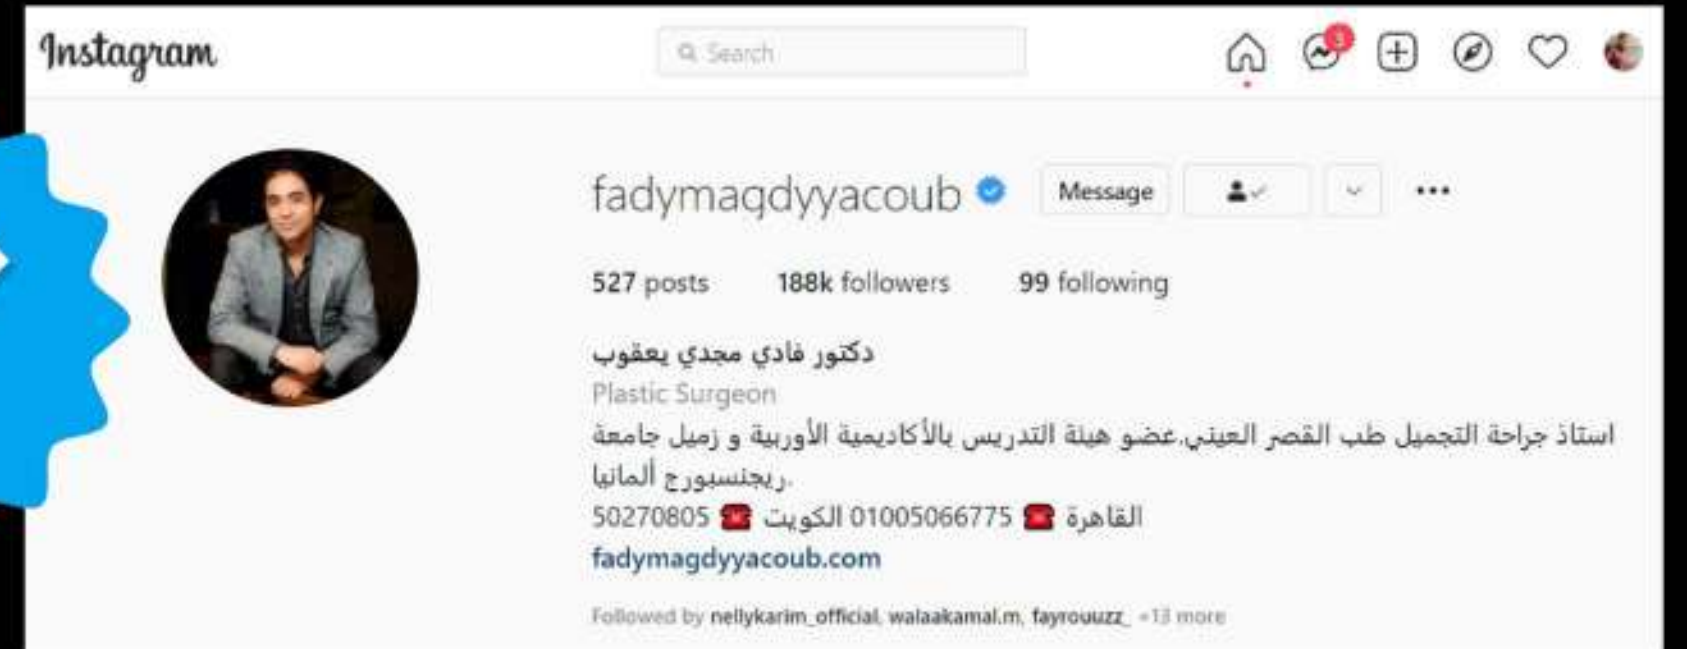 Instagram
Search
3
fadymagdyyacoub Message
527 posts 188k followers 99 following
دكتور فادي مجدي يعقوب
Plastic Surgeon
استاذ جراحة التجميل طب القصر العيني.عضو هيئة التدريس بالأكاديمية الأوربية و زميل جامعة
ريجنسبورج ألمانيا.
القاهرة ☎ 01005066775 الكويت ☎ 50270805
fadymagdyyacoub.com
Followed by nellykarim_official, walaakamal.m, fayrouuzz_ +13 more